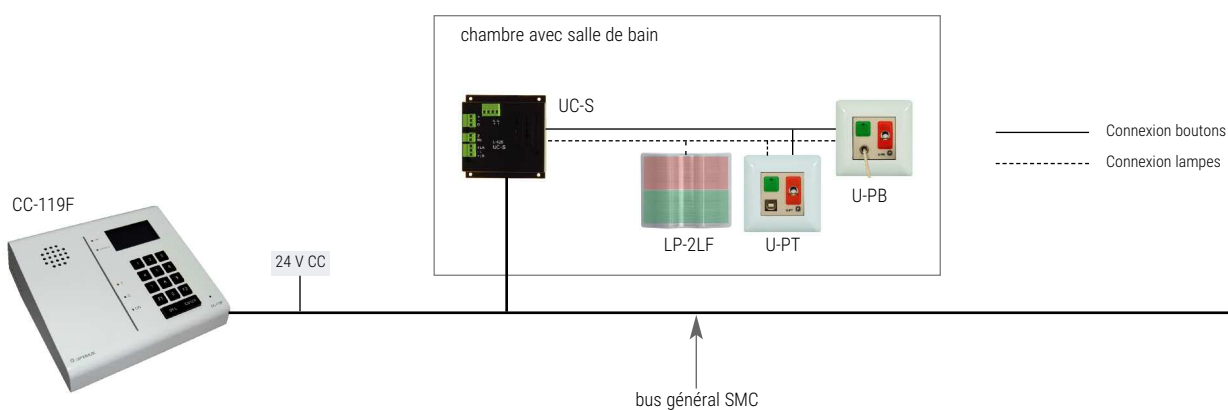 chambre avec salle de bain
UC-S
UC-S
Connexion boutons
Connexion lampes
U-PB
CC-119F
LP-2LF
U-PT
24 V CC
bus général SMC